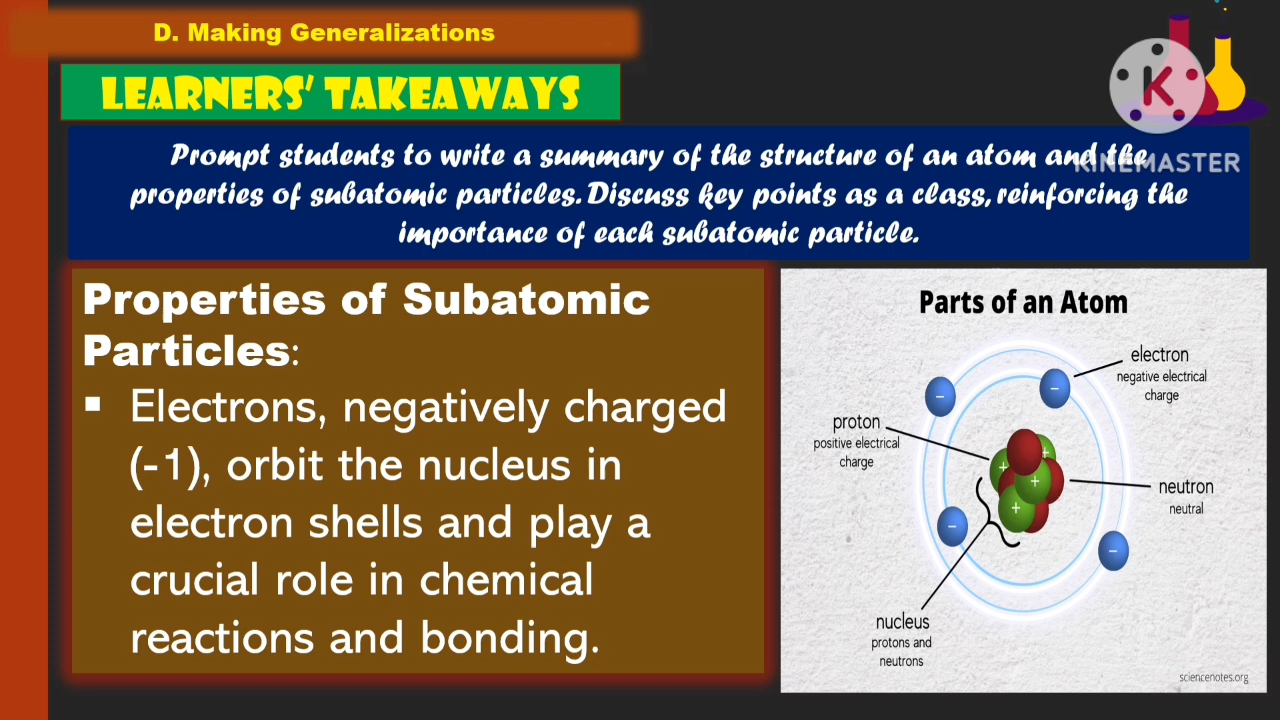 D. Making Generalizations
LEARNERS' TAKEAWAYS
Prompt students to write a summary of the structure of an atom and the
properties of subatomic particles. Discuss key points as a class, reinforcing the
importance of each subatomic particle.
K
KINEMASTER
Properties of Subatomic
Particles:
▪ Electrons, negatively charged
(-1), orbit the nucleus in
electron shells and play a
crucial role in chemical
reactions and bonding.
Parts of an Atom
electron
negative electrical
charge
proton
positive electrical
charge
neutron
neutral
nucleus
protons and
neutrons
sciencenotes.org